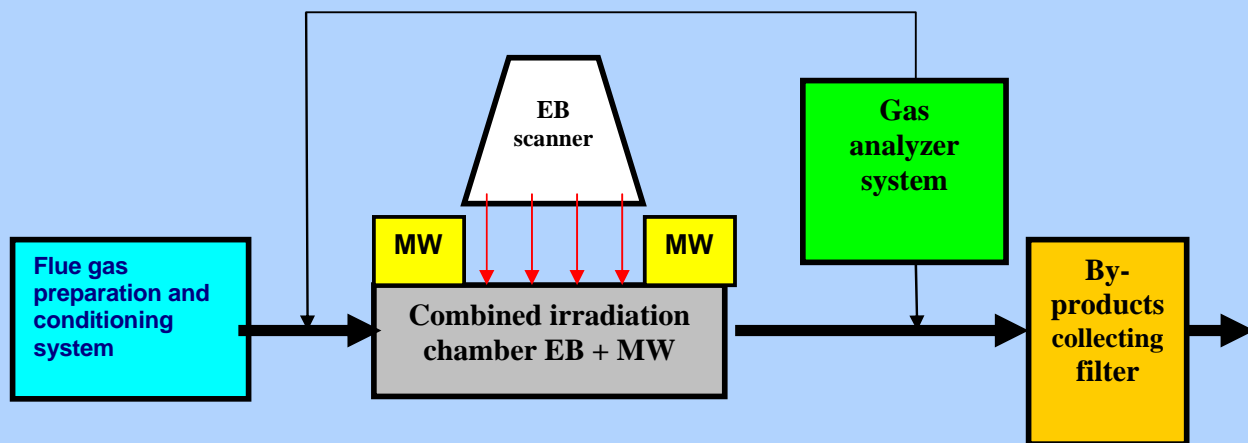 EB
scanner
Gas
analyzer
system
MW
MW
Flue gas
preparation and
conditioning
system
Combined irradiation
chamber EB + MW
By-
products
collecting
filter